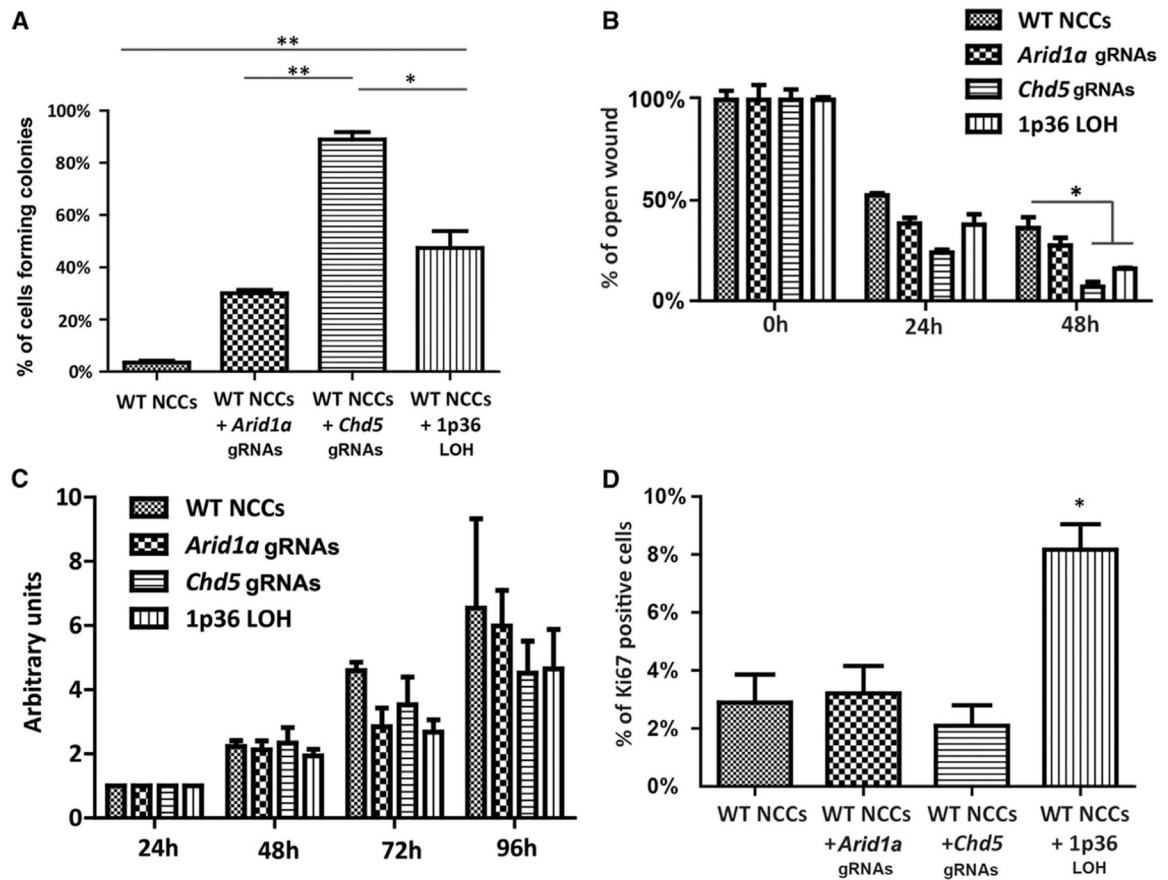 A
**
**
*
100%
80%
60%
40%
20%
0%
% of cells forming colonies
WT NCCs
WT NCCs
+ Arid1a
gRNAs
WT NCCs
+ Chd5
gRNAs
WT NCCs
+ 1p36
LOH
B
WT NCCs
Arid1a gRNAs
Chd5 gRNAs
1p36 LOH
*
100%
50%
0%
% of open wound
0h
24h
48h
C
WT NCCs
Arid1a gRNAs
Chd5 gRNAs
1p36 LOH
10
8
6
4
2
0
Arbitrary units
24h
48h
72h
96h
D
*
10%
8%
6%
4%
2%
0%
% of Ki67 positive cells
WT NCCs
WT NCCs
+Arid1a
gRNAs
WT NCCs
+Chd5
gRNAs
WT NCCs
+ 1p36
LOH